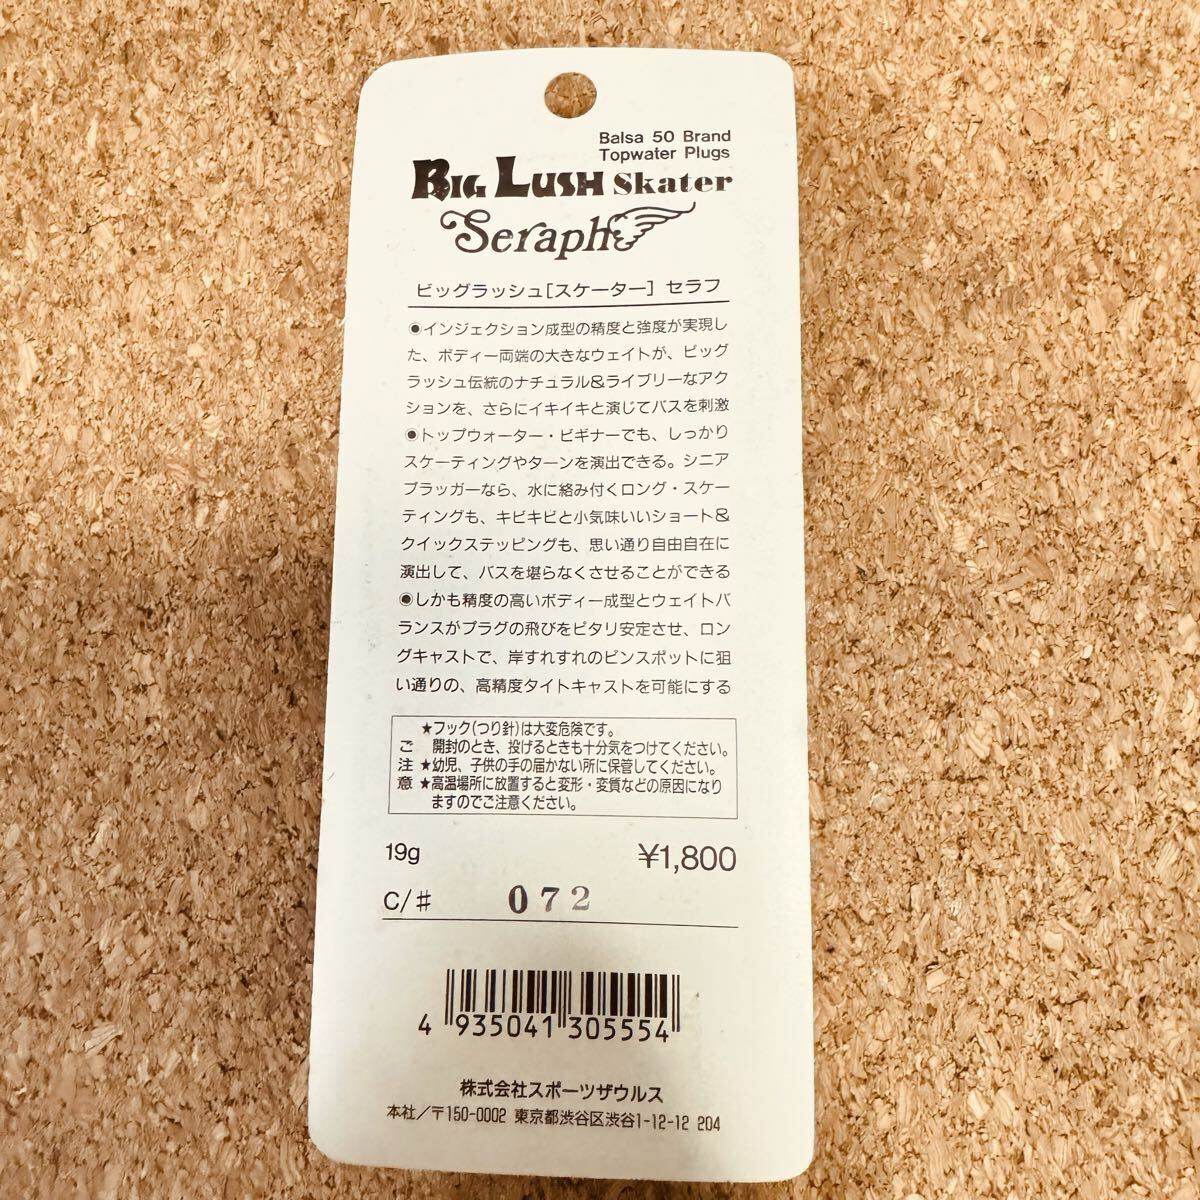 Balsa 50 Brand
Topwater Plugs
BIG LUSH Skater
Seraph
ビッグラッシュ[スケーター] セラフ
◉インジェクション成型の精度と強度が実現し
た、ボディー両端の大きなウェイトが、ビッグ
ラッシュ伝統のナチュラル&ライブリーなアク
ションを、さらにイキイキと演じてバスを刺激
◉トップウォーター・ビギナーでも、しっかり
スケーティングやターンを演出できる。シニア
プラッガーなら、水に絡み付くロング・スケー
ティングも、キビキビと小気味いいショート&
クイックステッピングも、思い通り自由自在に
演出して、バスを堪らなくさせることができる
◉しかも精度の高いボディー成型とウェイトバ
ランスがプラグの飛びをピタリ安定させ、ロン
グキャストで、岸すれすれのピンスポットに狙
い通りの、高精度タイトキャストを可能にする
ご注意
★フック(つり針)は大変危険です。
開封のとき、投げるときも十分気をつけてください。
★幼児、子供の手の届かない所に保管してください。
★高温場所に放置すると変形・変質などの原因になり
ますのでご注意ください。
19g ¥1,800
C/# 072
4 935041 305554
株式会社スポーツザウルス
本社/〒150-0002 東京都渋谷区渋谷1-12-12 204